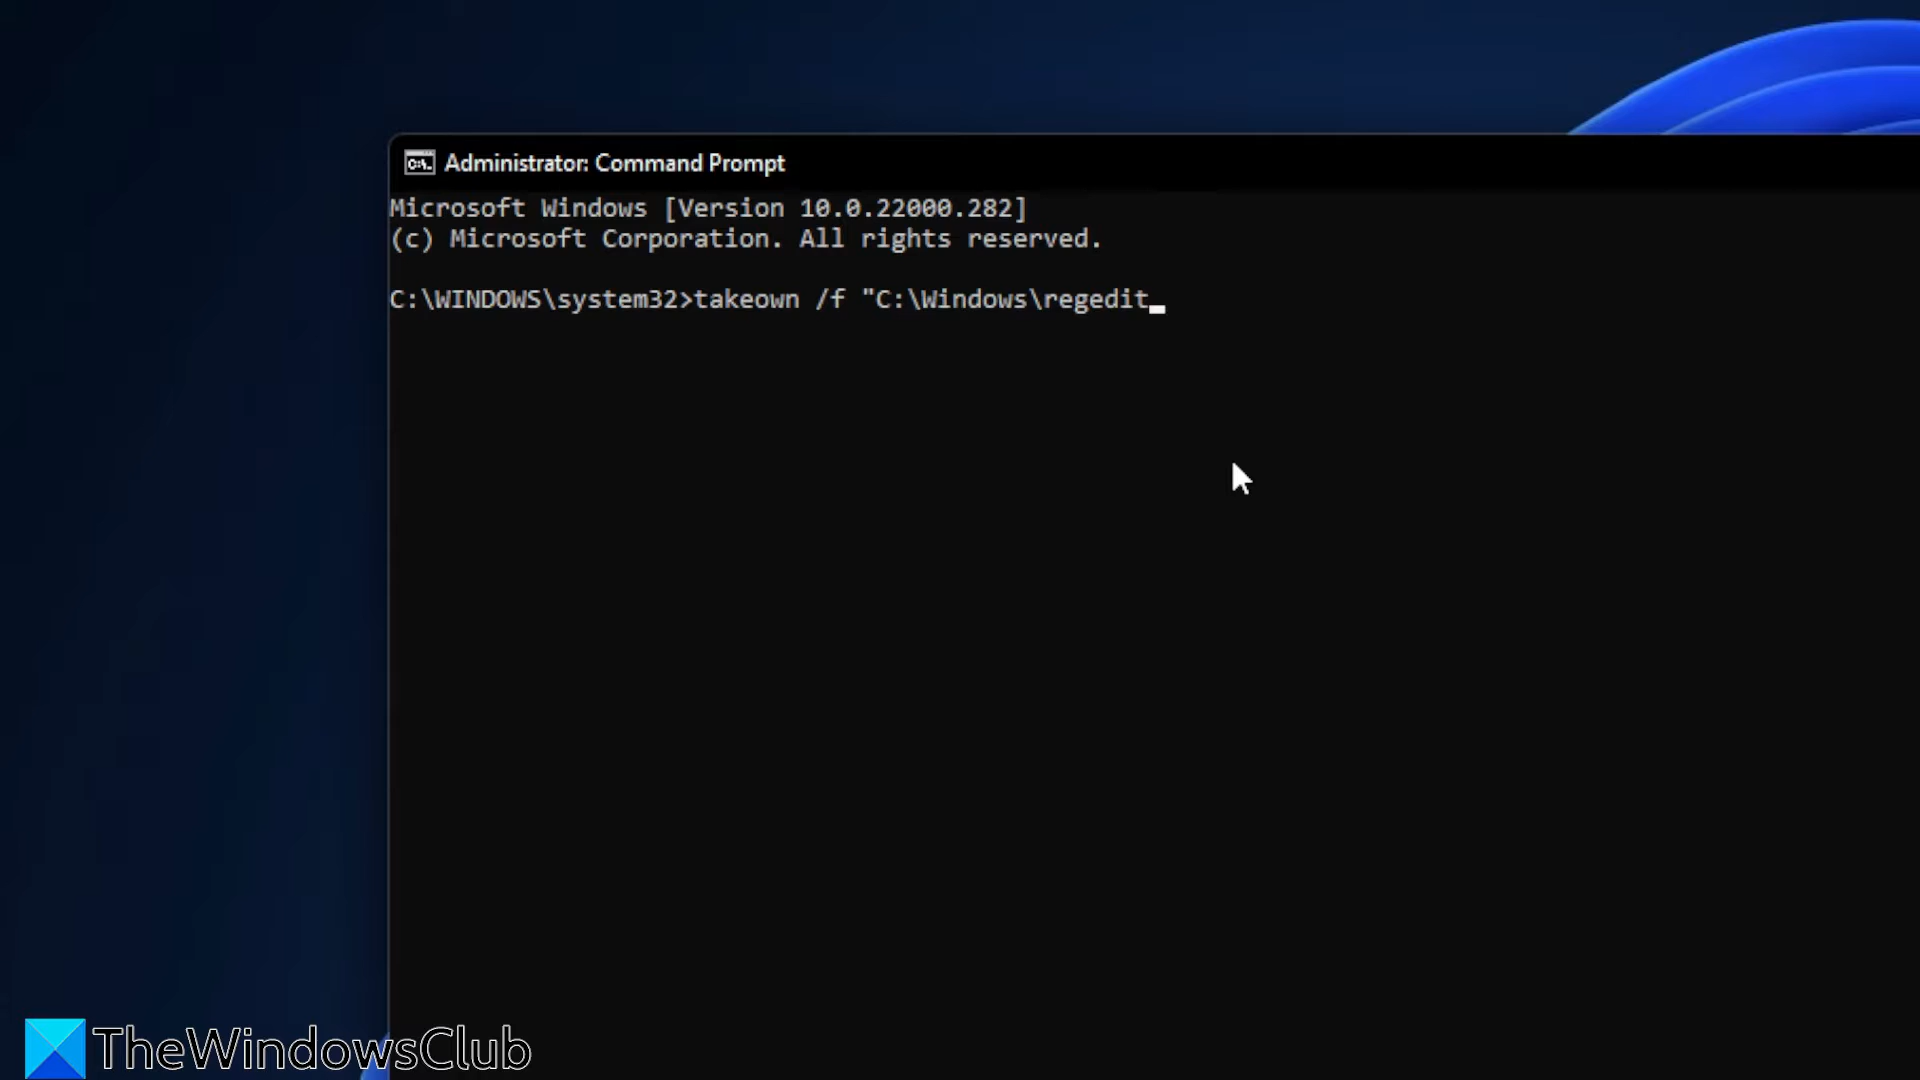 C:\.
Administrator: Command Prompt
Microsoft Windows [Version 10.0.22000.282]
(c) Microsoft Corporation. All rights reserved.
C:\WINDOWS\system32>takeown /f "C:\Windows\regedit
TheWindowsClub